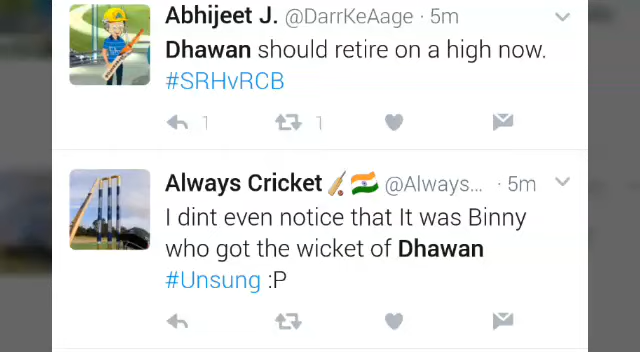 Abhijeet J. @DarrKeAage · 5m
Dhawan should retire on a high now.
#SRHvRCB
1 1
Always Cricket @Always... · 5m
I dint even notice that It was Binny
who got the wicket of Dhawan
#Unsung :P